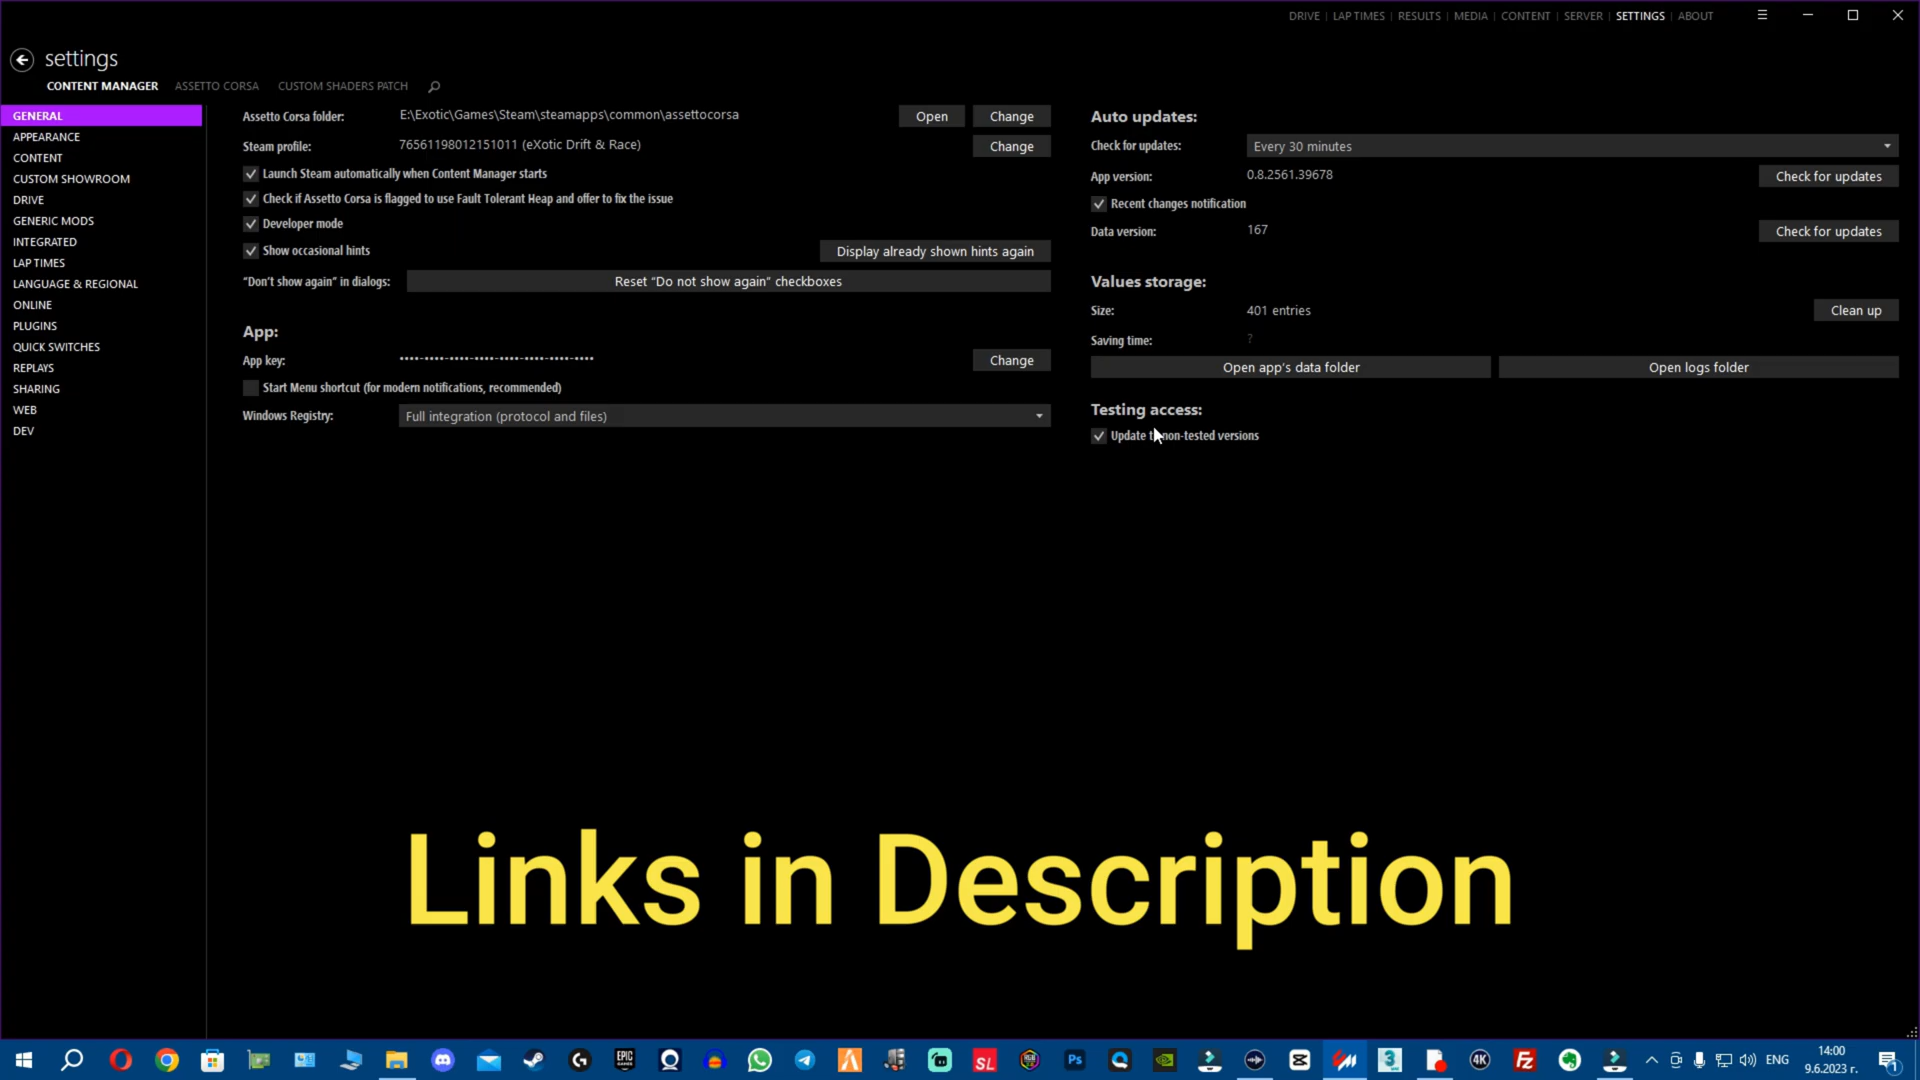 DRIVE | LAP TIMES | RESULTS | MEDIA | CONTENT | SERVER | SETTINGS | ABOUT
settings
CONTENT MANAGER ASSETTO CORSA CUSTOM SHADERS PATCH
GENERAL
APPEARANCE
CONTENT
CUSTOM SHOWROOM
DRIVE
GENERIC MODS
INTEGRATED
LAP TIMES
LANGUAGE & REGIONAL
ONLINE
PLUGINS
QUICK SWITCHES
REPLAYS
SHARING
WEB
DEV
Assetto Corsa folder: E:\Exotic\Games\Steam\steamapps\common\assettocorsa Open Change
Steam profile: 76561198012151011 (eXotic Drift & Race) Change
Launch Steam automatically when Content Manager starts
Check if Assetto Corsa is flagged to use Fault Tolerant Heap and offer to fix the issue
Developer mode
Show occasional hints Display already shown hints again
“Don’t show again” in dialogs: Reset “Do not show again” checkboxes
App:
App key: ••••-••••-••••-••••-••••-••••-••••-•••• Change
Start Menu shortcut (for modern notifications, recommended)
Windows Registry: Full integration (protocol and files)
Auto updates:
Check for updates: Every 30 minutes
App version: 0.8.2561.39678 Check for updates
Recent changes notification
Data version: 167 Check for updates
Values storage:
Size: 401 entries Clean up
Saving time: ?
Open app's data folder Open logs folder
Testing access:
Update non-tested versions
Links in Description
EPIC GAMES
SL
Ps
3
4K
Fz
ENG
14:00
9.6.2023 г.
1